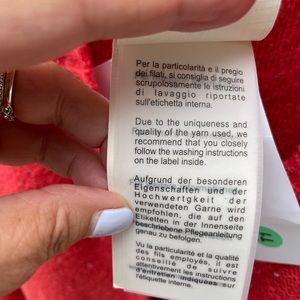 Per la particolarità e il pregio
dei filati, si consiglia di seguire
scrupolosamente le istruzioni
di lavaggio riportate
sull'etichetta interna.
Due to the uniqueness and
quality of the yarn used, we
recommend that you closely
follow the washing instructions
on the label inside.
Aufgrund der besonderen
Eigenschaften und der
Hochwertigkeit der
verwendeten Garne wird
empfohlen, die auf den
Etiketten in der Innenseite
beschriebene Pflegeanleitung
genau zu befolgen.
Vu la particularité et la qualité
des fils employés, il est
conseillé de suivre
attentivement les instructions
d'entretien indiquées sur
l'étiquette interne.